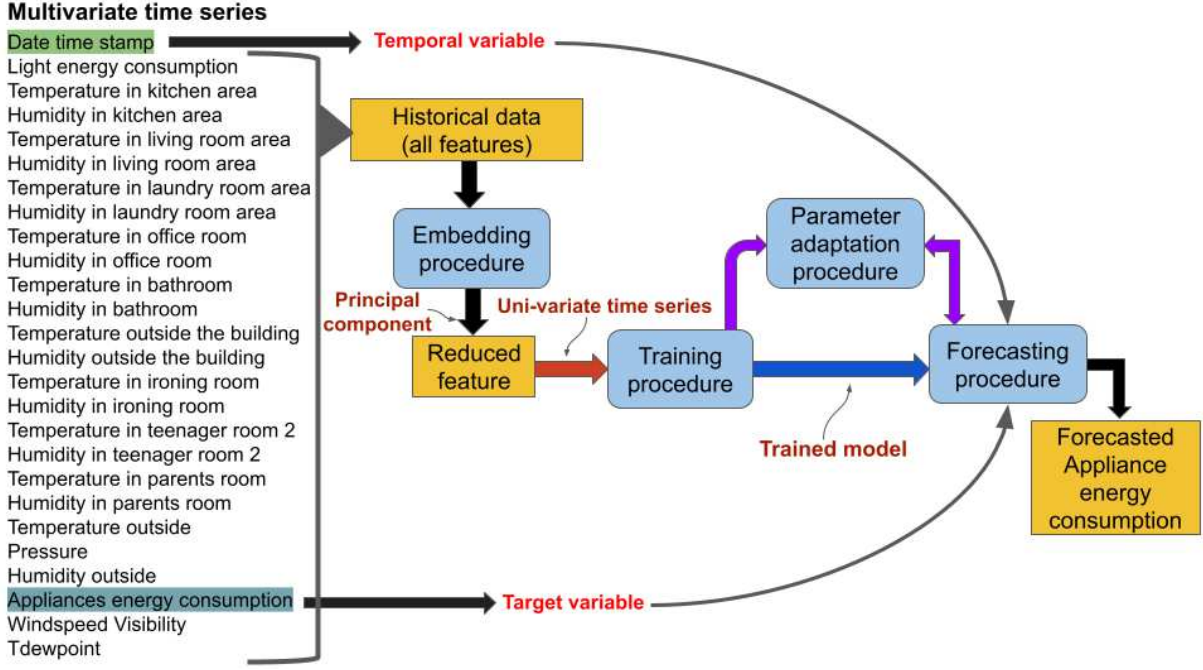 Multivariate time series
Date time stamp
Light energy consumption
Temperature in kitchen area
Humidity in kitchen area
Temperature in living room area
Humidity in living room area
Temperature in laundry room area
Humidity in laundry room area
Temperature in office room
Humidity in office room
Temperature in bathroom
Humidity in bathroom
Temperature outside the building
Humidity outside the building
Temperature in ironing room
Humidity in ironing room
Temperature in teenager room 2
Humidity in teenager room 2
Temperature in parents room
Humidity in parents room
Temperature outside
Pressure
Humidity outside
Appliances energy consumption
Windspeed Visibility
Tdewpoint
Temporal variable
Historical data
(all features)
Embedding
procedure
Principal
component
Reduced
feature
Uni-variate time series
Training
procedure
Parameter
adaptation
procedure
Trained model
Forecasting
procedure
Forecasted
Appliance
energy
consumption
Target variable